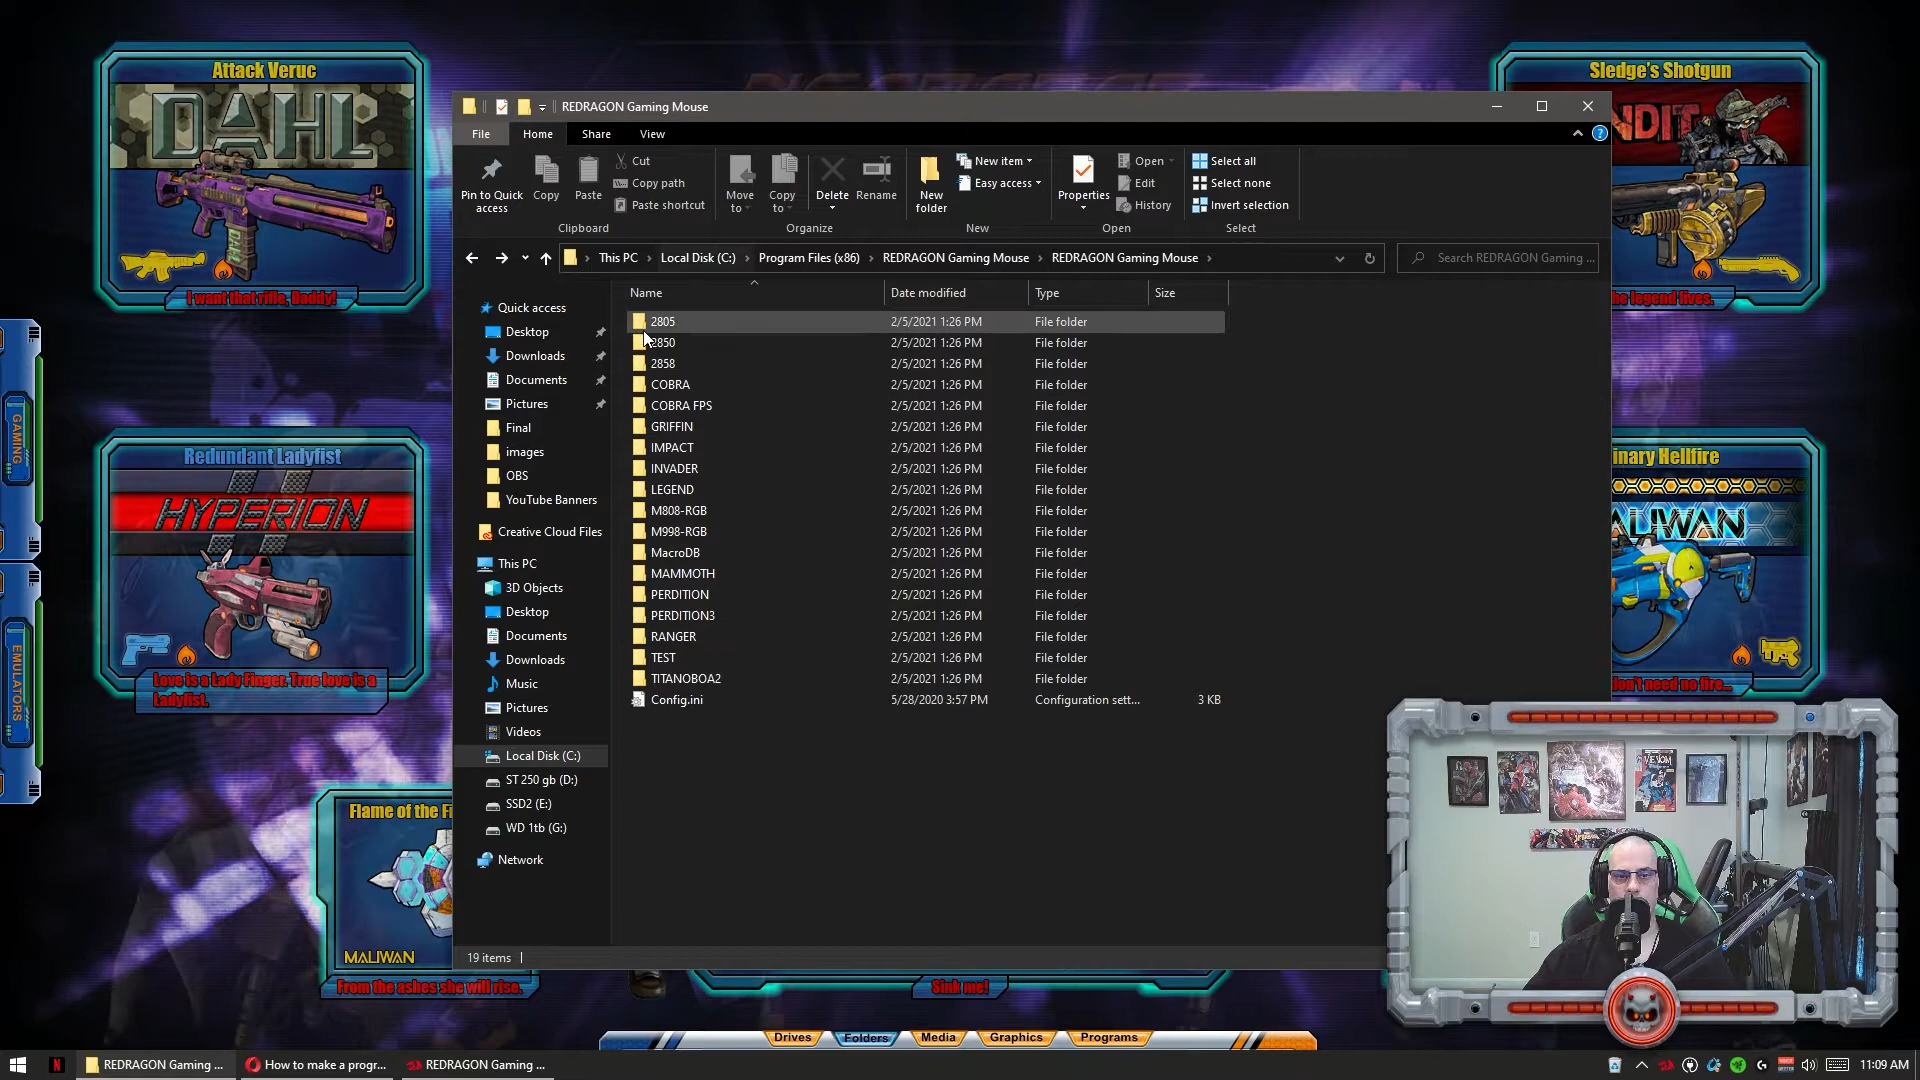 Attack Veruc
DAHL
I want that rifle, Daddy!
Sledge's Shotgun
NDIT
he legend lives.
GAMING
EMULATORS
Redundant Ladyfist
HYPERION
Love is a Lady Finger. True love is a
Ladyfist.
inary Hellfire
ALIWAN
don't need no fire...
Flame of the Fi
MALIWAN
From the ashes she will rise.
Sink me!
REDRAGON Gaming Mouse
File
Home
Share
View
Pin to Quick
access
Copy
Paste
Cut
Copy path
Paste shortcut
Clipboard
Move
to
Copy
to
Delete
Rename
Organize
New
folder
New item
Easy access
New
Properties
Open
Edit
History
Open
Select all
Select none
Invert selection
Select
This PC
Local Disk (C:)
Program Files (x86)
REDRAGON Gaming Mouse
REDRAGON Gaming Mouse
Search REDRAGON Gaming ...
Quick access
Desktop
Downloads
Documents
Pictures
Final
images
OBS
YouTube Banners
Creative Cloud Files
This PC
3D Objects
Desktop
Documents
Downloads
Music
Pictures
Videos
Local Disk (C:)
ST 250 gb (D:)
SSD2 (E:)
WD 1tb (G:)
Network
Name Date modified Type Size
2805 2/5/2021 1:26 PM File folder
2850 2/5/2021 1:26 PM File folder
2858 2/5/2021 1:26 PM File folder
COBRA 2/5/2021 1:26 PM File folder
COBRA FPS 2/5/2021 1:26 PM File folder
GRIFFIN 2/5/2021 1:26 PM File folder
IMPACT 2/5/2021 1:26 PM File folder
INVADER 2/5/2021 1:26 PM File folder
LEGEND 2/5/2021 1:26 PM File folder
M808-RGB 2/5/2021 1:26 PM File folder
M998-RGB 2/5/2021 1:26 PM File folder
MacroDB 2/5/2021 1:26 PM File folder
MAMMOTH 2/5/2021 1:26 PM File folder
PERDITION 2/5/2021 1:26 PM File folder
PERDITION3 2/5/2021 1:26 PM File folder
RANGER 2/5/2021 1:26 PM File folder
TEST 2/5/2021 1:26 PM File folder
TITANOBOA2 2/5/2021 1:26 PM File folder
Config.ini 5/28/2020 3:57 PM Configuration sett... 3 KB
19 items
VENOM
Drives
Folders
Media
Graphics
Programs
REDRAGON Gaming ...
How to make a progr...
REDRAGON Gaming ...
11:09 AM